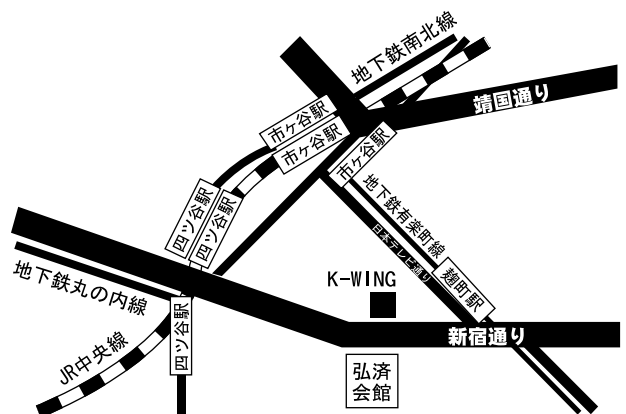 地下鉄南北線
靖国通り
市ヶ谷駅
市ヶ谷駅
市ヶ谷駅
四ツ谷駅
四ツ谷駅
地下鉄有楽町線
日本テレビ通り
麹町駅
地下鉄丸の内線
K-WING
四ツ谷駅
新宿通り
JR中央線
弘済
会館